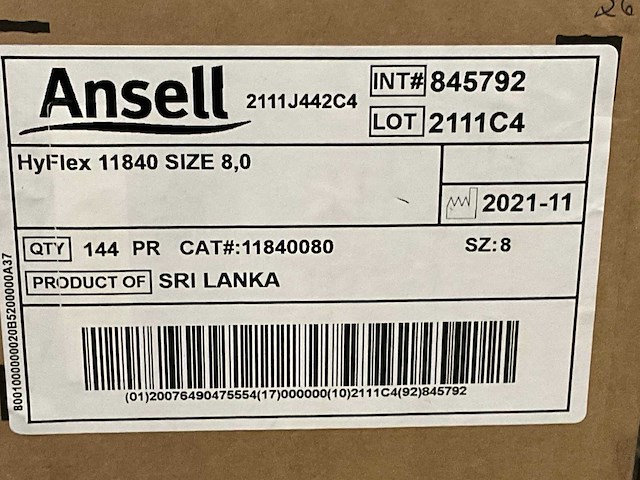 26
Ansell 2111J442C4 INT# 845792
LOT 2111C4
HyFlex 11840 SIZE 8,0
2021-11
QTY 144 PR CAT#:11840080 SZ:8
PRODUCT OF SRI LANKA
(01)20076490475554(17)000000(10)2111C4(92)845792
8001000000020B5200000A37